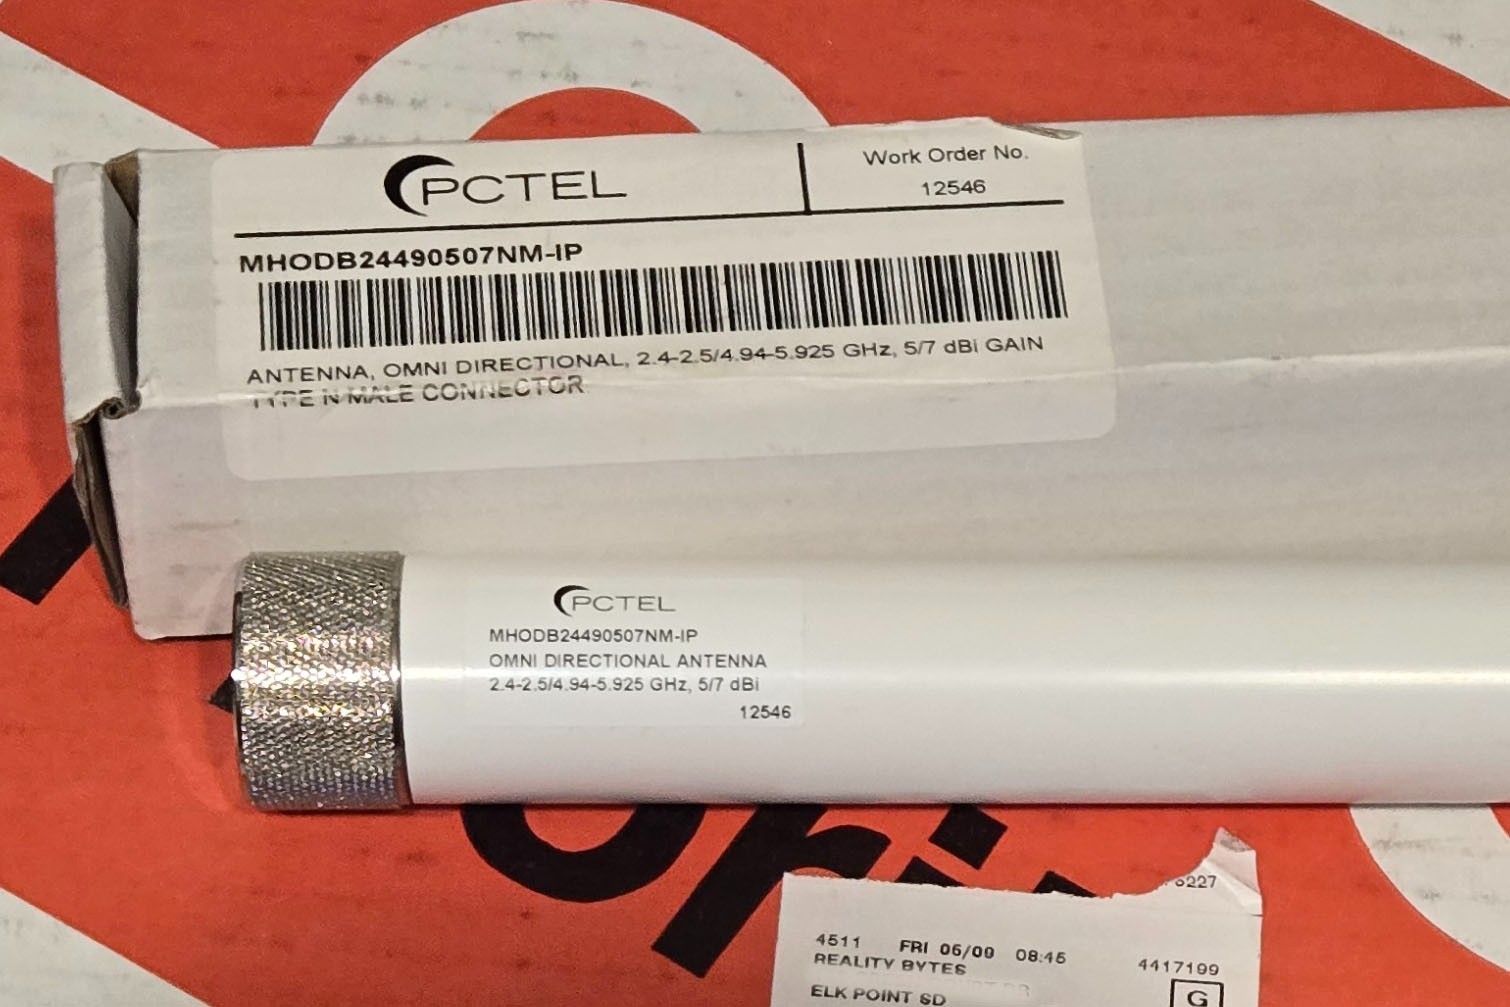 PCTEL
Work Order No.
12546
MHODB24490507NM-IP
ANTENNA, OMNI DIRECTIONAL, 2.4-2.5/4.94-5.925 GHz, 5/7 dBi GAIN
TYPE N MALE CONNECTOR
PCTEL
MHODB24490507NM-IP
OMNI DIRECTIONAL ANTENNA
2.4-2.5/4.94-5.925 GHz, 5/7 dBi
12546
4511 FRI 06/09 08:45
4417199
REALITY BYTES
ELK POINT SD
G